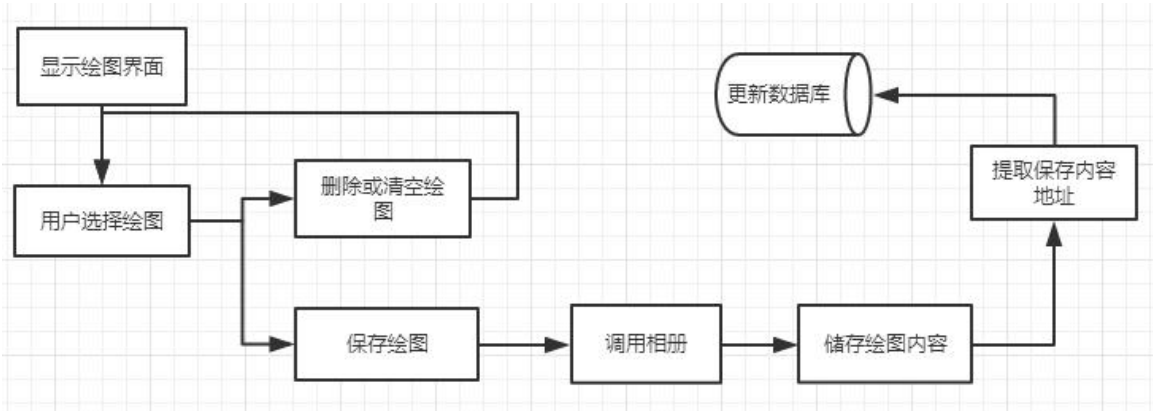 显示绘图界面
更新数据库
提取保存内容
地址
删除或清空绘
图
用户选择绘图
保存绘图
调用相册
储存绘图内容